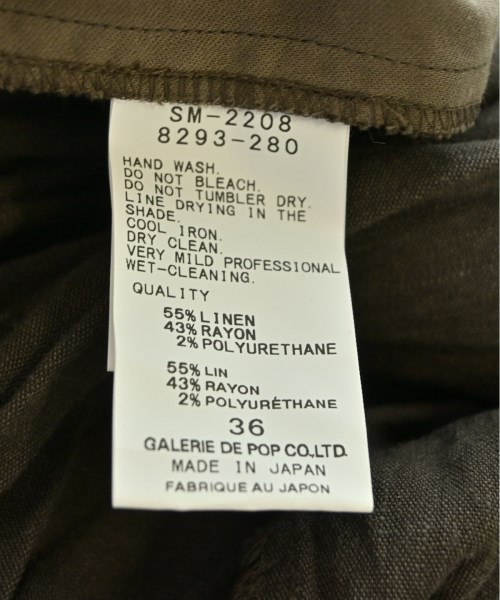 SM-2208
8293-280
HAND WASH.
DO NOT BLEACH.
DO NOT TUMBLER DRY.
LINE DRYING IN THE
SHADE.
COOL IRON.
DRY CLEAN.
VERY MILD PROFESSIONAL
WET-CLEANING.
QUALITY
55% LINEN
43% RAYON
2% POLYURETHANE
55% LIN
43% RAYON
2% POLYURÉTHANE
36
GALERIE DE POP CO.,LTD.
MADE IN JAPAN
FABRIQUE AU JAPON